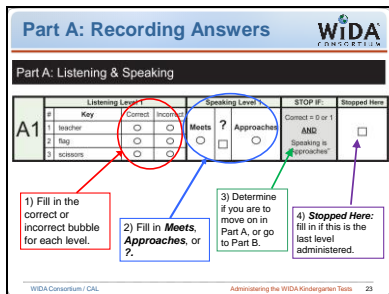 Part A: Recording Answers
WIDA
CONSORTIUM
Part A: Listening & Speaking
Listening Level 1
Speaking Level 1
STOP IF:
Stopped Here
A1
# Key Correct Incorrect
1 teacher
2 flag
3 scissors
Meets ? Approaches
Correct = 0 or 1
AND
Speaking is
"Approaches"
1) Fill in the
correct or
incorrect bubble
for each level.
2) Fill in Meets,
Approaches, or
?.
3) Determine
if you are to
move on in
Part A, or go
to Part B.
4) Stopped Here:
fill in if this is the
last level
administered.
WIDA Consortium / CAL
Administering the WIDA Kindergarten Tests 23